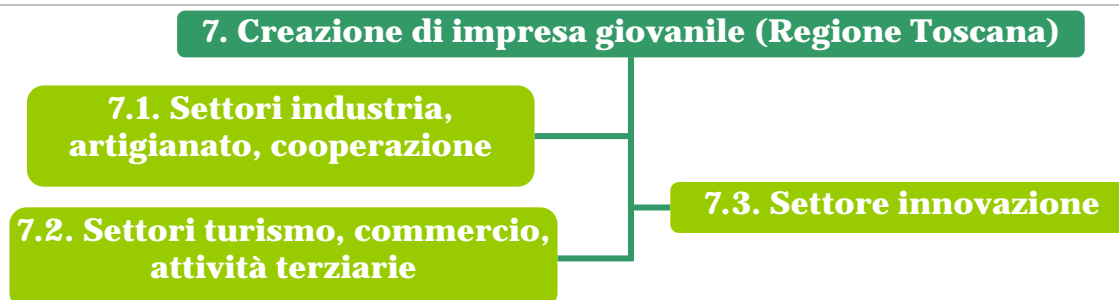 7. Creazione di impresa giovanile (Regione Toscana)
7.1. Settori industria,
artigianato, cooperazione
7.2. Settori turismo, commercio,
attività terziarie
7.3. Settore innovazione